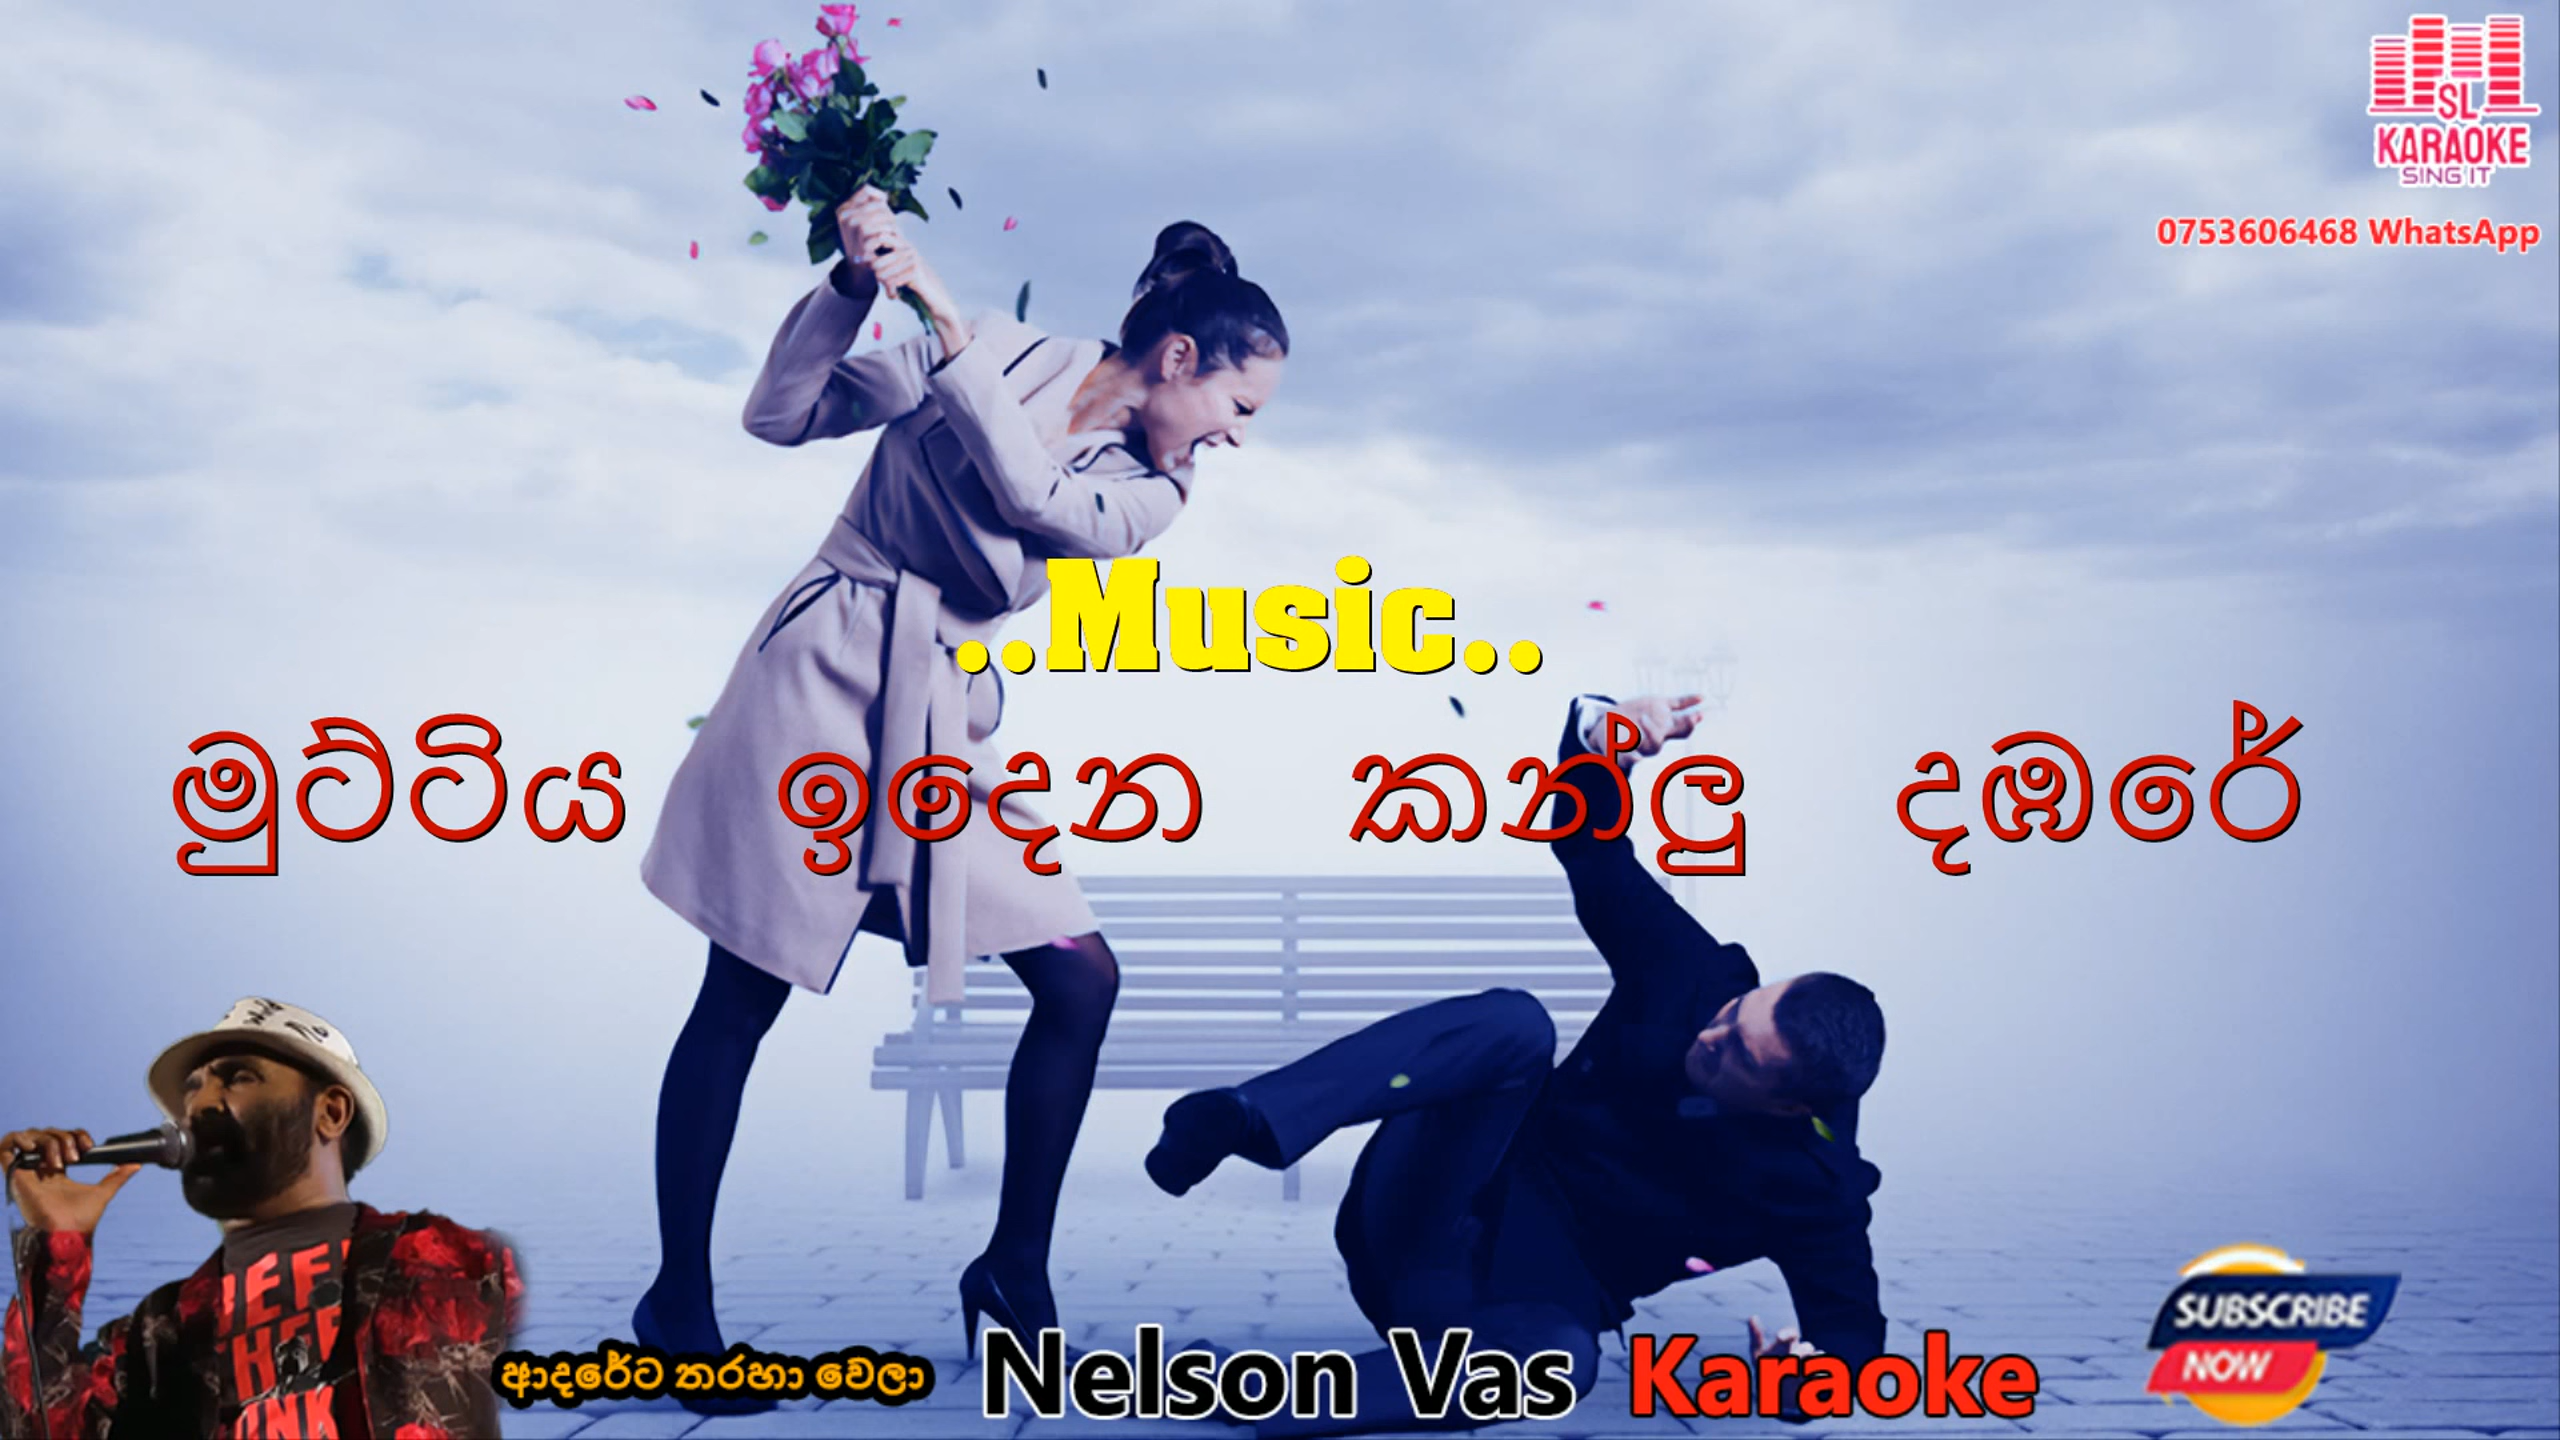 SL
KARAOKE
SING IT
0753606468 WhatsApp
..Music..
මුට්ටිය ඉදෙන කන්ලු දඹරේ
ආදරේට තරහා වෙලා
Nelson Vas Karaoke
SUBSCRIBE
NOW